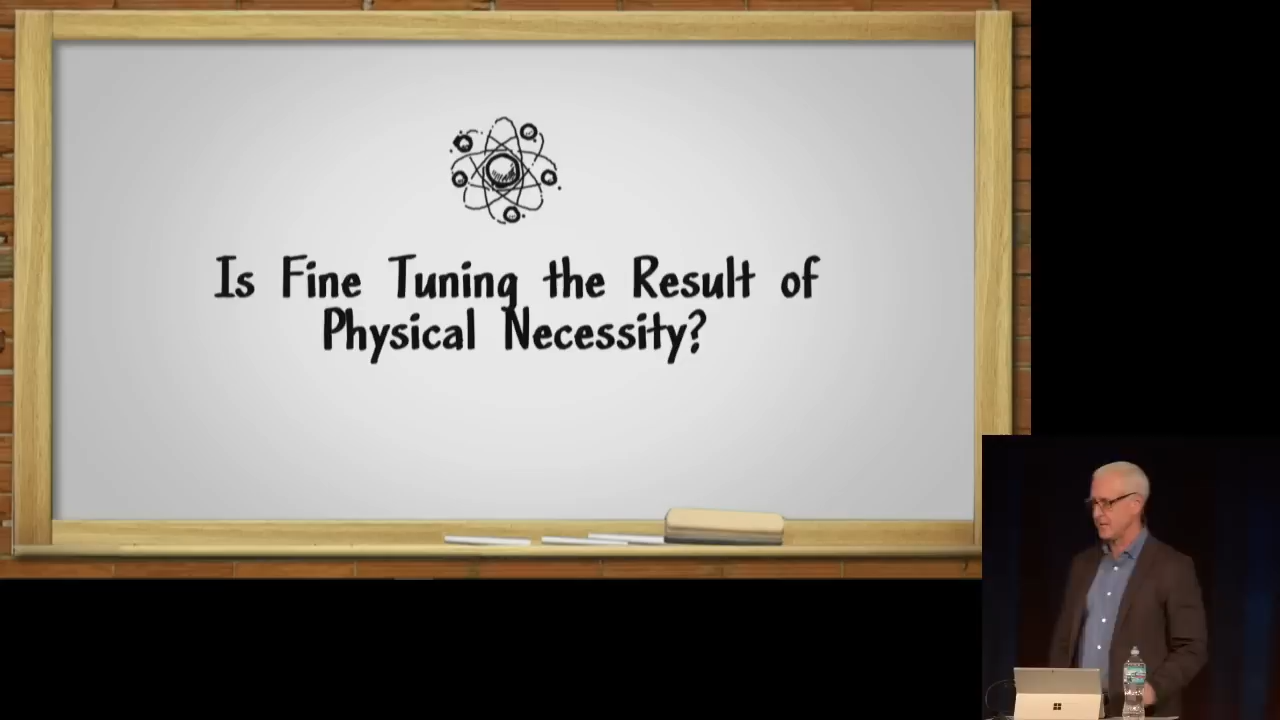 Is Fine Tuning the Result of
Physical Necessity?